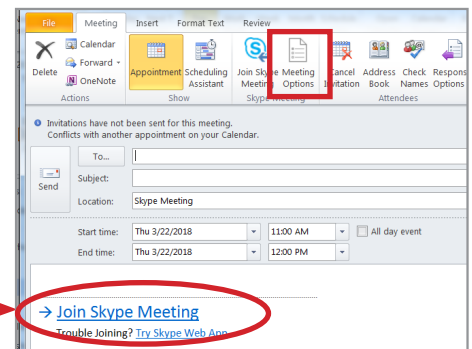 File Meeting Insert Format Text Review
Calendar
Forward
OneNote
Delete
Actions
Appointment Scheduling Assistant
Show
Join Skype Meeting
Meeting Options
Skype Meeting
Cancel Invitation
Address Book
Check Names
Options
Attendees
Invitations have not been sent for this meeting.
Conflicts with another appointment on your Calendar.
Send
To...
Subject:
Location: Skype Meeting
Start time: Thu 3/22/2018 11:00 AM All day event
End time: Thu 3/22/2018 12:00 PM
→ Join Skype Meeting
Trouble Joining? Try Skype Web App